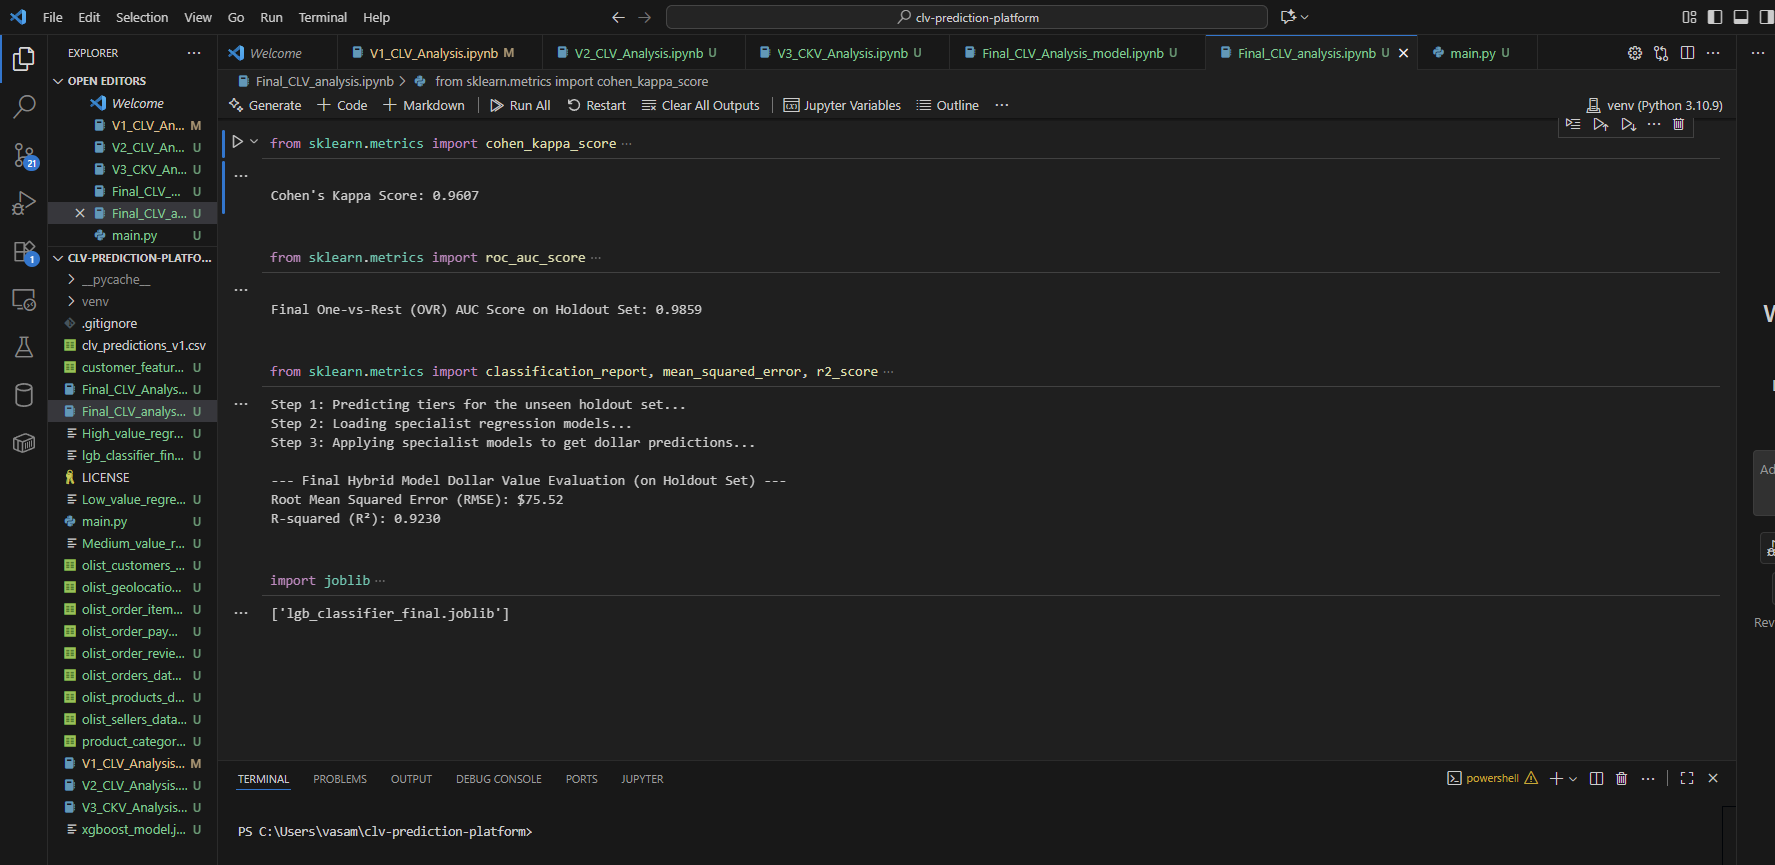 File Edit Selection View Go Run Terminal Help
clv-prediction-platform
EXPLORER
OPEN EDITORS
Welcome
V1_CLV_An... M
V2_CLV_An... U
V3_CKV_An... U
Final_CLV_... U
Final_CLV_a... U
main.py U
CLV-PREDICTION-PLATFO...
__pycache__
venv
.gitignore
clv_predictions_v1.csv
customer_featur... U
Final_CLV_Analys... U
Final_CLV_analys... U
High_value_regr... U
lgb_classifier_fin... U
LICENSE
Low_value_regre... U
main.py U
Medium_value_r... U
olist_customers_... U
olist_geolocatio... U
olist_order_item... U
olist_order_pay... U
olist_order_revie... U
olist_orders_dat... U
olist_products_d... U
olist_sellers_data... U
product_categor... U
V1_CLV_Analysis.... M
V2_CLV_Analysis.... U
V3_CKV_Analysis.... U
xgboost_model.j... U
21
1
Welcome V1_CLV_Analysis.ipynb M V2_CLV_Analysis.ipynb U V3_CKV_Analysis.ipynb U Final_CLV_Analysis_model.ipynb U Final_CLV_analysis.ipynb U main.py U
Final_CLV_analysis.ipynb > from sklearn.metrics import cohen_kappa_score
Generate Code Markdown Run All Restart Clear All Outputs Jupyter Variables Outline ... venv (Python 3.10.9)
from sklearn.metrics import cohen_kappa_score ...
Cohen's Kappa Score: 0.9607
from sklearn.metrics import roc_auc_score ...
Final One-vs-Rest (OVR) AUC Score on Holdout Set: 0.9859
from sklearn.metrics import classification_report, mean_squared_error, r2_score ...
Step 1: Predicting tiers for the unseen holdout set...
Step 2: Loading specialist regression models...
Step 3: Applying specialist models to get dollar predictions...
--- Final Hybrid Model Dollar Value Evaluation (on Holdout Set) ---
Root Mean Squared Error (RMSE): $75.52
R-squared (R²): 0.9230
import joblib ...
['lgb_classifier_final.joblib']
TERMINAL PROBLEMS OUTPUT DEBUG CONSOLE PORTS JUPYTER
powershell
PS C:\Users\vasam\clv-prediction-platform>
W
Ad
Rev